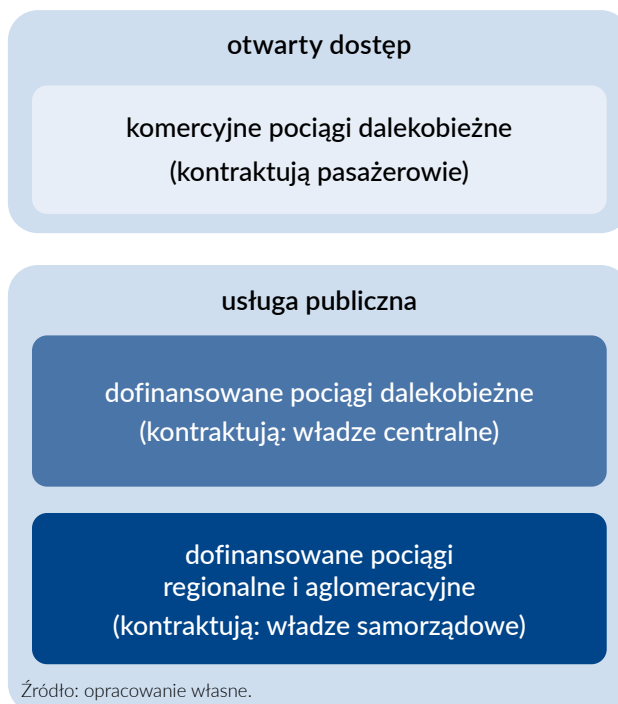 otwarty dostęp
komercyjne pociągi dalekobieżne
(kontraktują pasażerowie)
usługa publiczna
dofinansowane pociągi dalekobieżne
(kontraktują: władze centralne)
dofinansowane pociągi
regionalne i aglomeracyjne
(kontraktują: władze samorządowe)
Źródło: opracowanie własne.